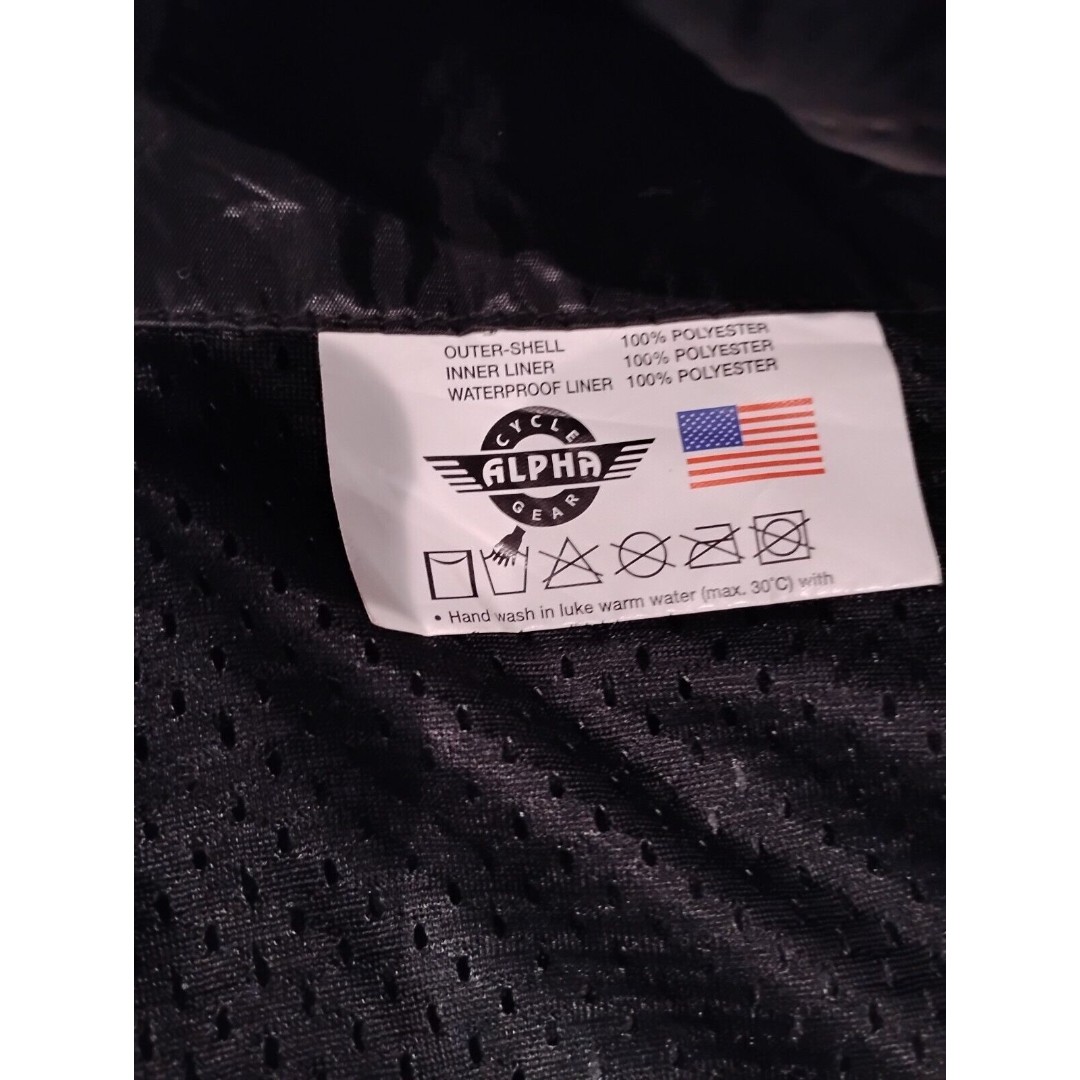 OUTER-SHELL 100% POLYESTER
INNER LINER 100% POLYESTER
WATERPROOF LINER 100% POLYESTER
CYCLE
ALPHA
GEAR
• Hand wash in luke warm water (max. 30°C) with